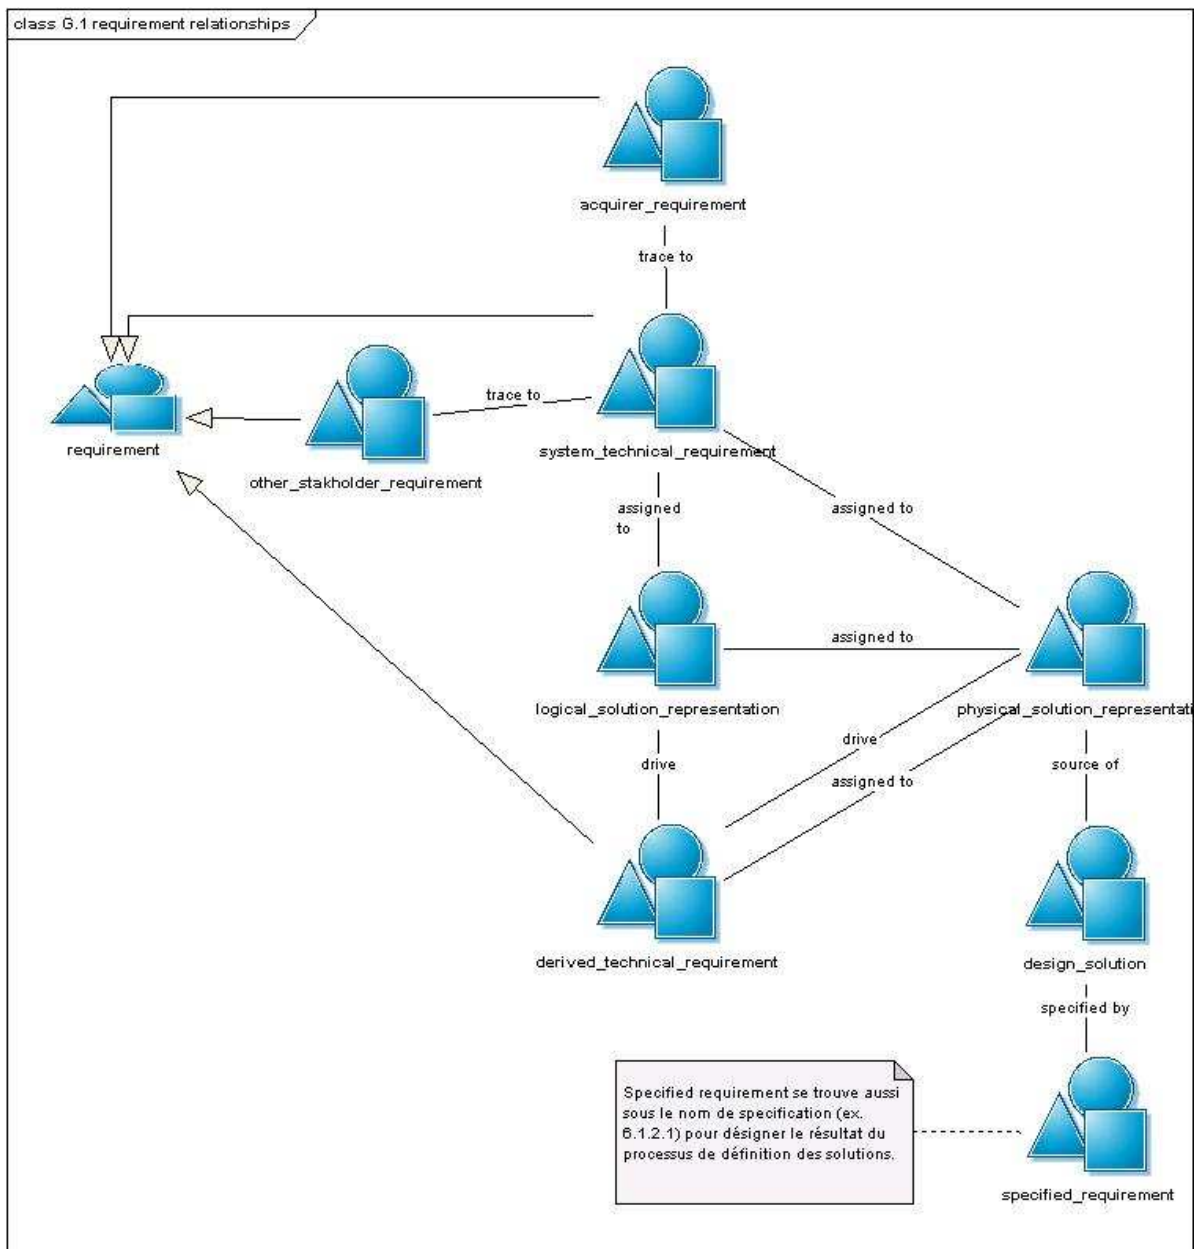 class G.1 requirement relationships
acquirer_requirement
trace to
trace to
requirement
system_technical_requirement
other_stakholder_requirement
assigned
to
assigned to
assigned to
logical_solution_representation
physical_solution_representati
drive
drive
source of
assigned to
derived_technical_requirement
design_solution
specified by
Specified requirement se trouve aussi
sous le nom de specification (ex.
6.1.2.1) pour désigner le résultat du
processus de définition des solutions.
specified_requirement